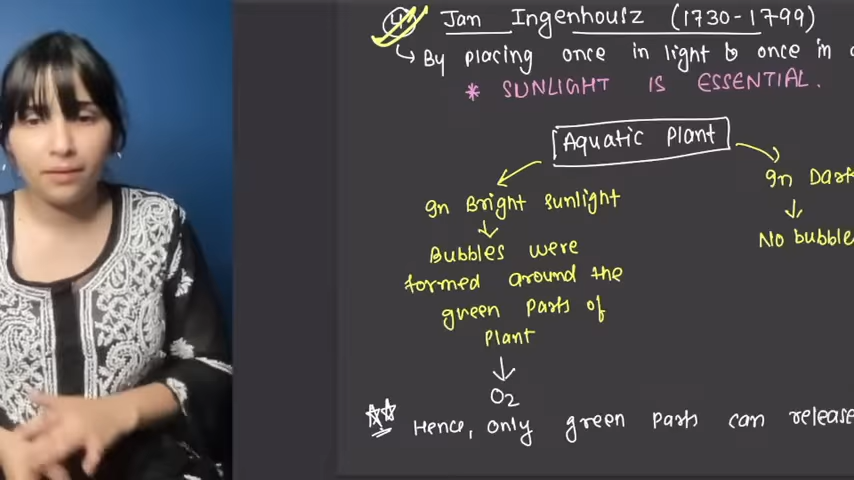 4 Jan Ingenhousz (1730-1799)
By placing once in light & once in
* SUNLIGHT IS ESSENTIAL.
Aquatic Plant
In Bright sunlight
In Dark
Bubbles were
No bubble
formed around the
green parts of
Plant
O2
Hence, only green parts can release